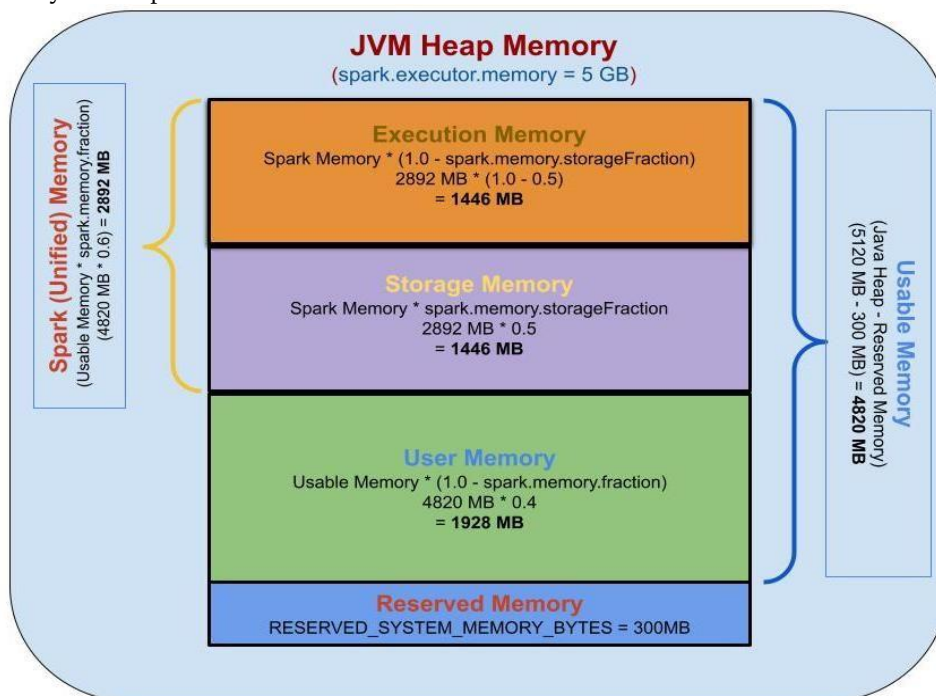 JVM Heap Memory
(spark.executor.memory = 5 GB)
Spark (Unified) Memory
(Usable Memory * spark.memory.fraction)
(4820 MB * 0.6) = 2892 MB
Execution Memory
Spark Memory * (1.0 - spark.memory.storageFraction)
2892 MB * (1.0 - 0.5)
= 1446 MB
Storage Memory
Spark Memory * spark.memory.storageFraction
2892 MB * 0.5
= 1446 MB
User Memory
Usable Memory * (1.0 - spark.memory.fraction)
4820 MB * 0.4
= 1928 MB
Reserved Memory
RESERVED_SYSTEM_MEMORY_BYTES = 300MB
Usable Memory
(Java Heap - Reserved Memory)
(5120 MB - 300 MB) = 4820 MB